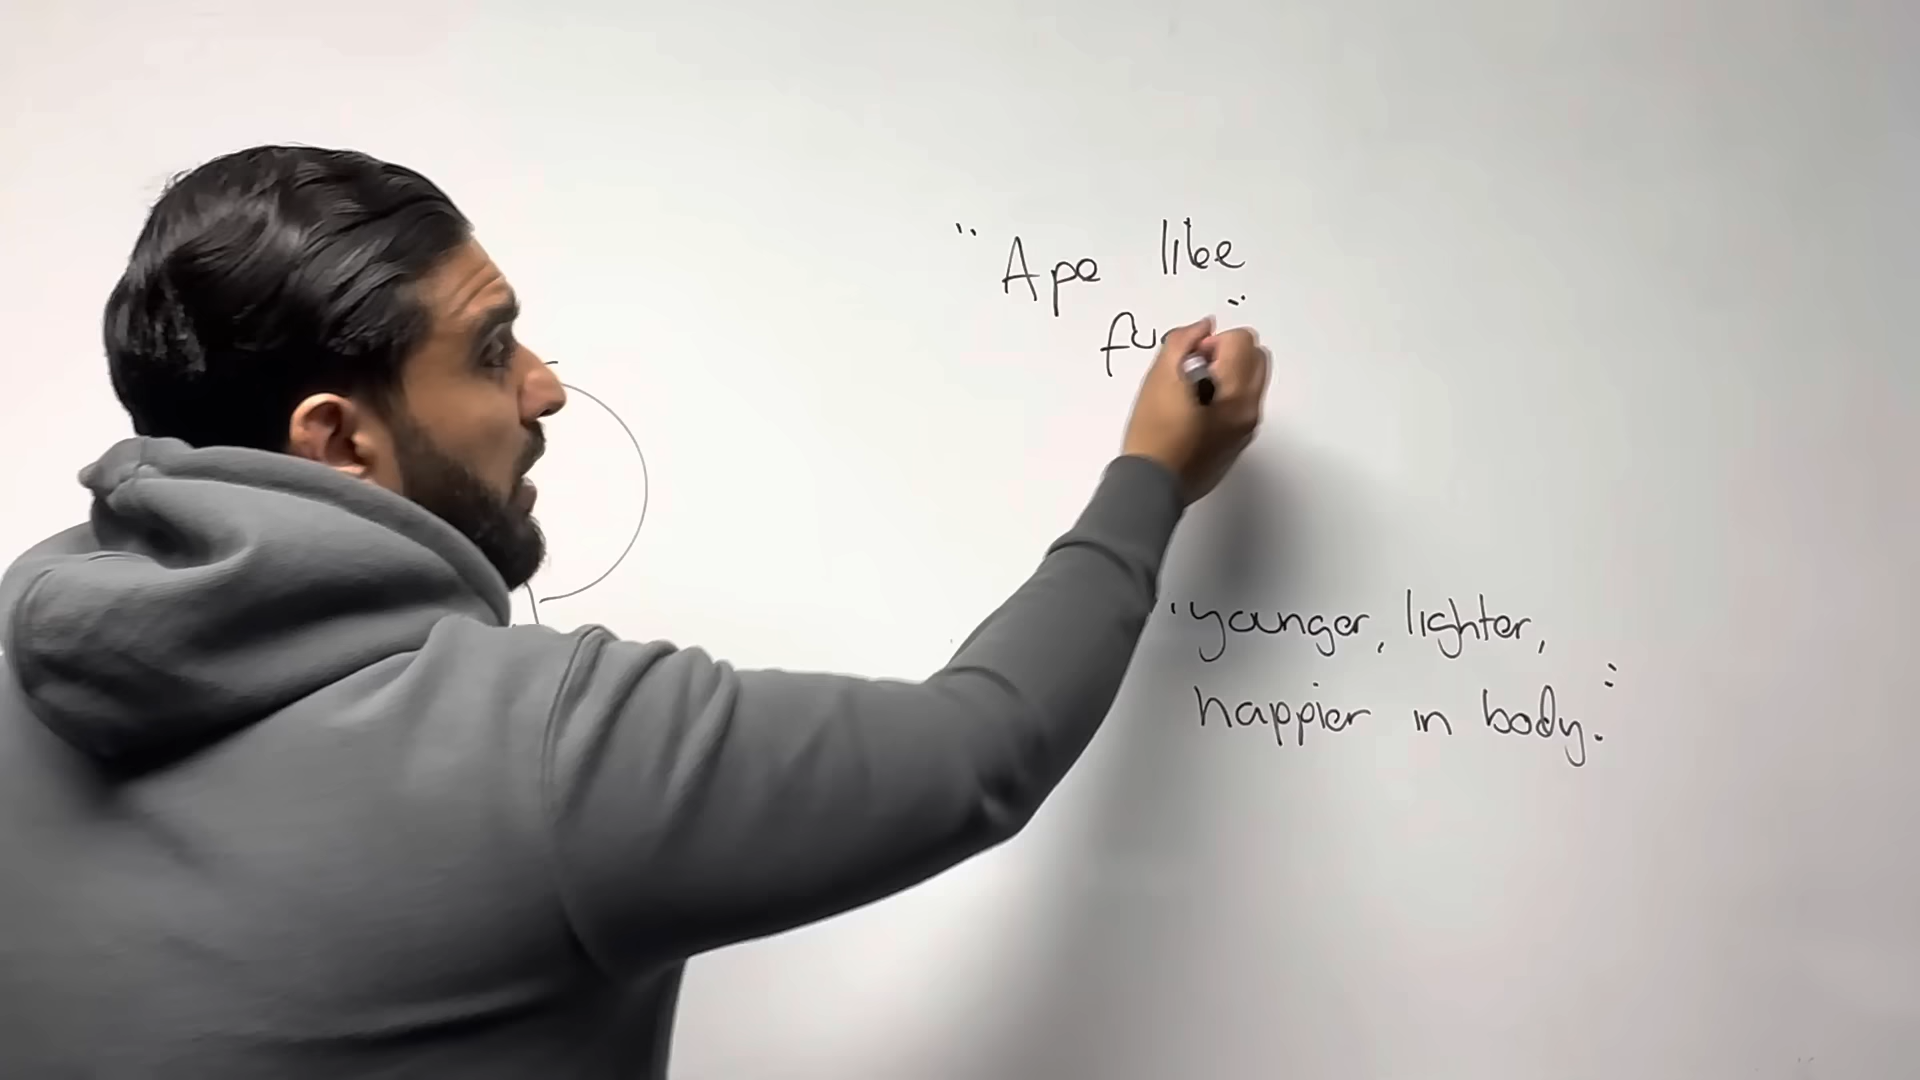 "Ape like
"younger, lighter,
happier in body."